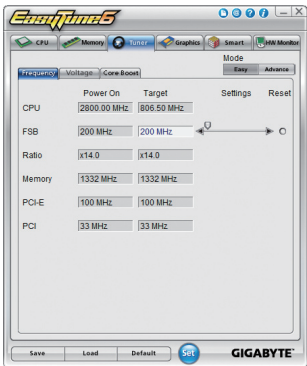 EasyTune6
CPU Memory Tuner Graphics Smart HW Monitor
Mode
Easy Advance
Frequency Voltage Core Boost
Power On Target Settings Reset
CPU 2800.00 MHz 806.50 MHz
FSB 200 MHz 200 MHz
Ratio x14.0 x14.0
Memory 1332 MHz 1332 MHz
PCI-E 100 MHz 100 MHz
PCI 33 MHz 33 MHz
Save Load Default Set GIGABYTE